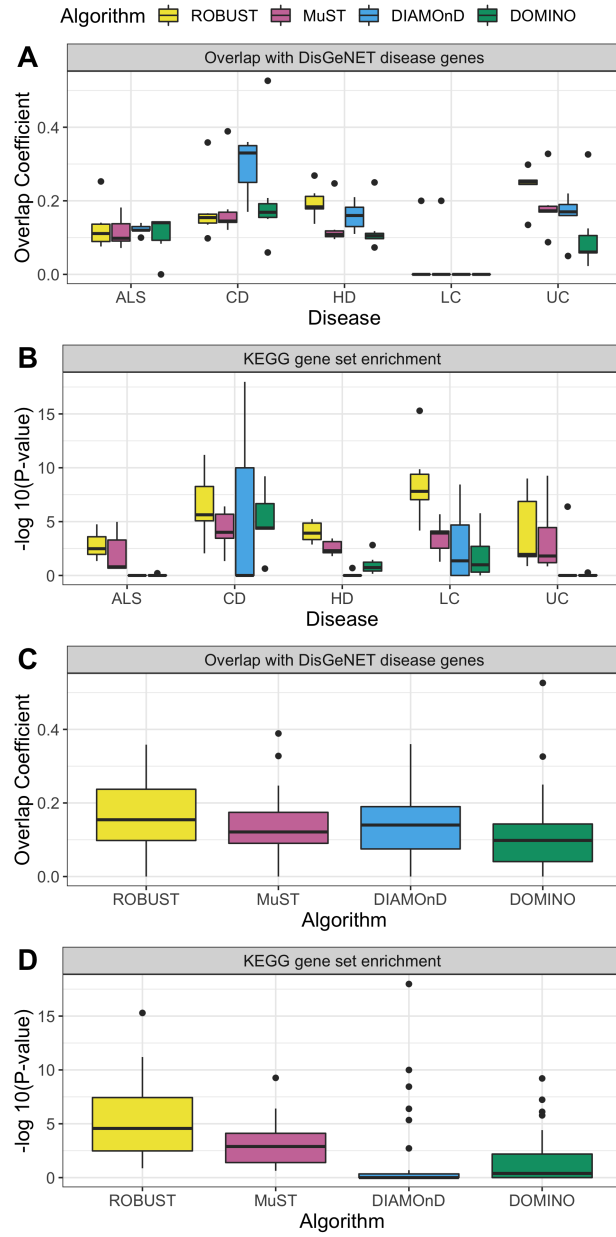 Algorithm ROBUST MuST DIAMOnD DOMINO
A
Overlap with DisGeNET disease genes
Overlap Coefficient
0.4
0.2
0.0
ALS CD HD LC UC
Disease
B
KEGG gene set enrichment
-log 10(P-value)
15
10
5
0
ALS CD HD LC UC
Disease
C
Overlap with DisGeNET disease genes
Overlap Coefficient
0.4
0.2
0.0
ROBUST MuST DIAMOnD DOMINO
Algorithm
D
KEGG gene set enrichment
-log 10(P-value)
15
10
5
0
ROBUST MuST DIAMOnD DOMINO
Algorithm